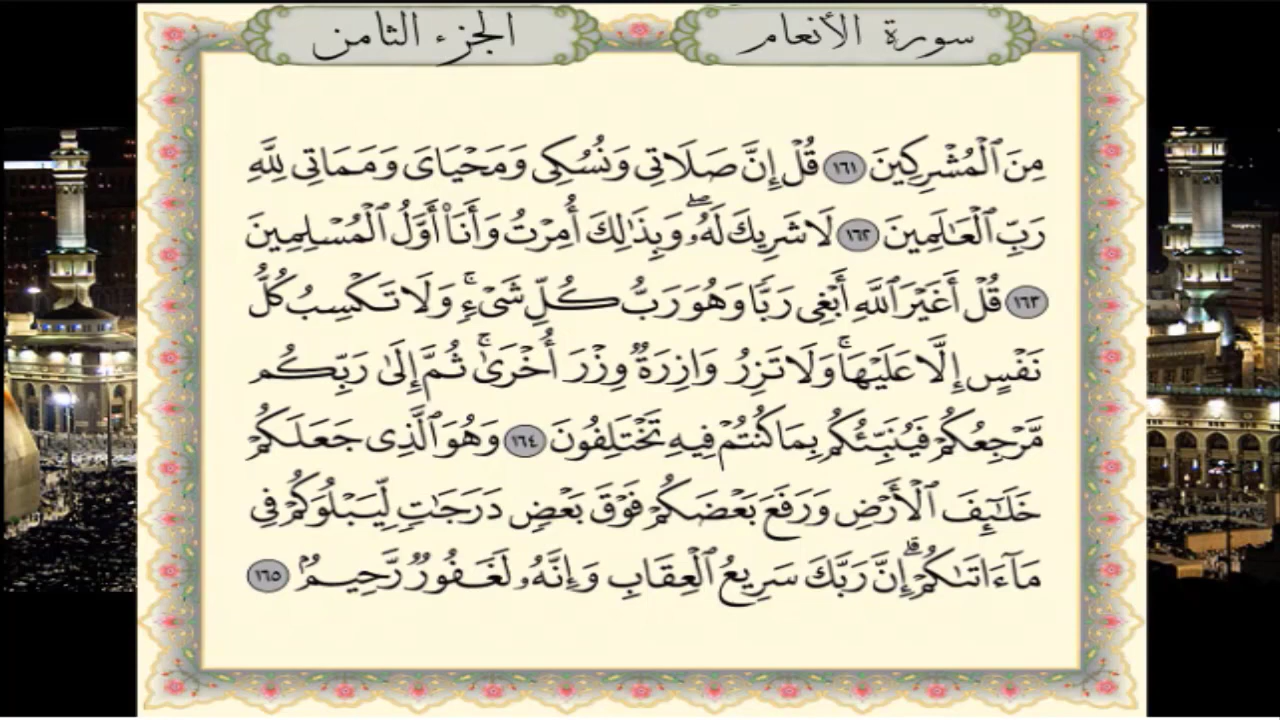 سورة الأنعام
الجزء الثامن
مِنَ ٱلْمُشْرِكِينَ ١٦١ قُلْ إِنَّ صَلَاتِى وَنُسُكِى وَمَحْيَاىَ وَمَمَاتِى لِلَّهِ
رَبِّ ٱلْعَٰلَمِينَ ١٦٢ لَا شَرِيكَ لَهُۥ ۖ وَبِذَٰلِكَ أُمِرْتُ وَأَنَا۠ أَوَّلُ ٱلْمُسْلِمِينَ
١٦٣ قُلْ أَغَيْرَ ٱللَّهِ أَبْغِى رَبًّا وَهُوَ رَبُّ كُلِّ شَىْءٍ ۚ وَلَا تَكْسِبُ كُلُّ
نَفْسٍ إِلَّا عَلَيْهَا ۚ وَلَا تَزِرُ وَازِرَةٌ وِزْرَ أُخْرَىٰ ۚ ثُمَّ إِلَىٰ رَبِّكُم
مَّرْجِعُكُمْ فَيُنَبِّئُكُم بِمَا كُنتُمْ فِيهِ تَخْتَلِفُونَ ١٦٤ وَهُوَ ٱلَّذِى جَعَلَكُمْ
خَلَٰٓئِفَ ٱلْأَرْضِ وَرَفَعَ بَعْضَكُمْ فَوْقَ بَعْضٍ دَرَجَٰتٍ لِّيَبْلُوَكُمْ فِى
مَآ ءَاتَىٰكُمْ ۗ إِنَّ رَبَّكَ سَرِيعُ ٱلْعِقَابِ وَإِنَّهُۥ لَغَفُورٌ رَّحِيمٌۢ ١٦٥